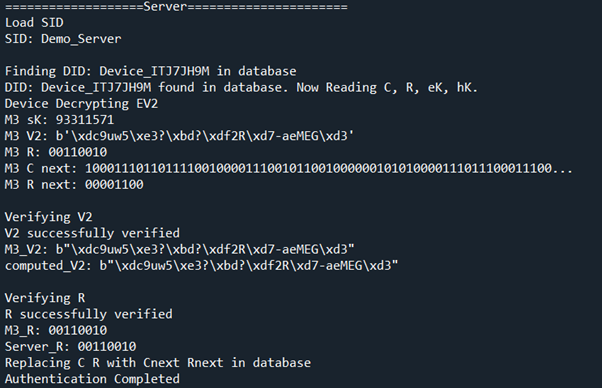 ===================Server======================
Load SID
SID: Demo_Server
Finding DID: Device_ITJ7JH9M in database
DID: Device_ITJ7JH9M found in database. Now Reading C, R, eK, hK.
Device Decrypting EV2
M3 sK: 93311571
M3 V2: b'\xdc9uw5\xe3?\xbd?\xdf2R\xd7-aeMEG\xd3'
M3 R: 00110010
M3 C next: 1000111011011110010000111001011001000000101010000111011100011100...
M3 R next: 00001100
Verifying V2
V2 successfully verified
M3_V2: b"\xdc9uw5\xe3?\xbd?\xdf2R\xd7-aeMEG\xd3"
computed_V2: b"\xdc9uw5\xe3?\xbd?\xdf2R\xd7-aeMEG\xd3"
Verifying R
R successfully verified
M3_R: 00110010
Server_R: 00110010
Replacing C R with Cnext Rnext in database
Authentication Completed